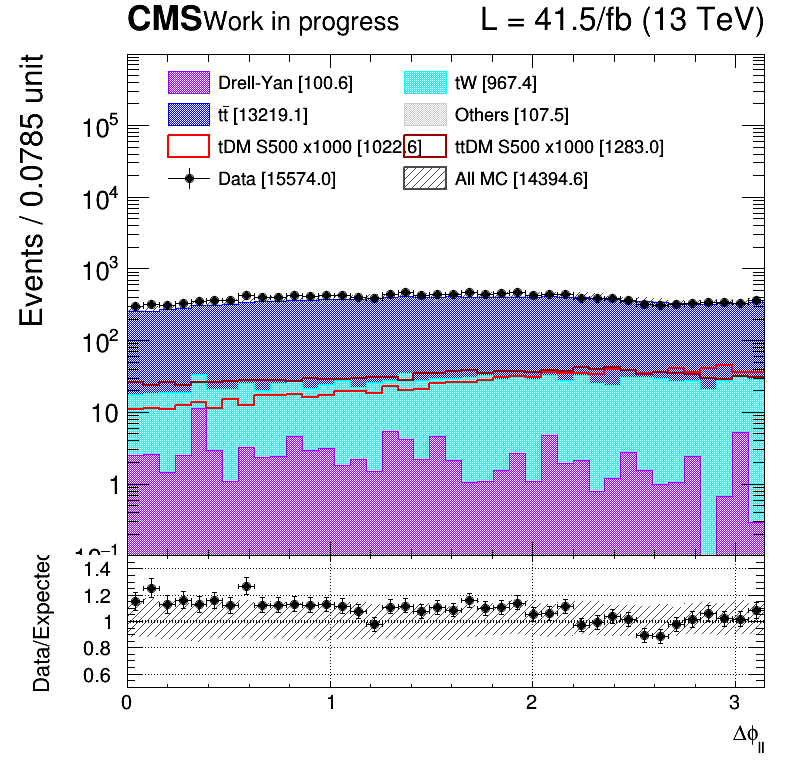 CMS Work in progress L = 41.5/fb (13 TeV)
Events / 0.0785 unit
Drell-Yan [100.6] tW [967.4]
tt̄ [13219.1] Others [107.5]
tDM S500 x1000 [1022.6] ttDM S500 x1000 [1283.0]
Data [15574.0] All MC [14394.6]
10⁵
10⁴
10³
10²
10
1
10⁻¹
Data/Expected
1.4
1.2
1
0.8
0.6
0 1 2 3
Δϕ_ll